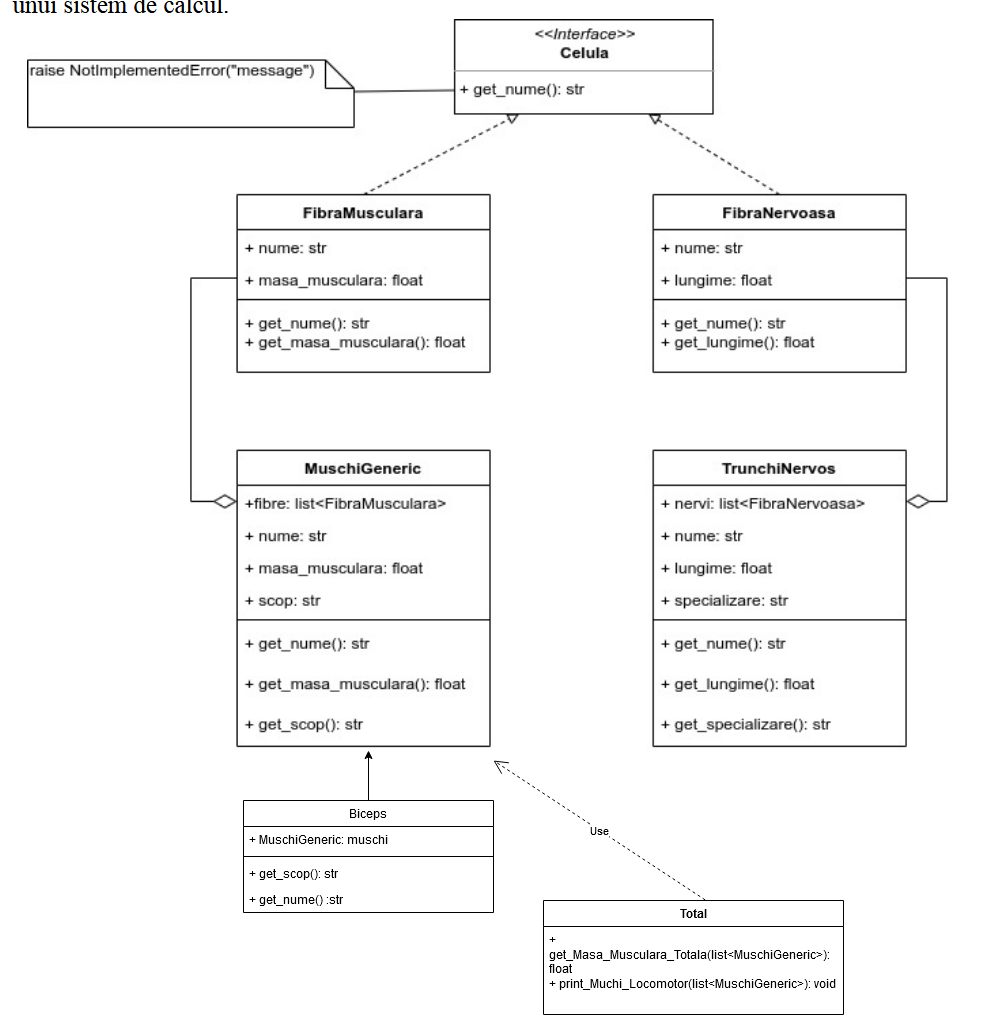 unui sistem de calcul.
<<Interface>>
Celula
+ get_nume(): str
raise NotImplementedError("message")
FibraMusculara
+ nume: str
+ masa_musculara: float
+ get_nume(): str
+ get_masa_musculara(): float
FibraNervoasa
+ nume: str
+ lungime: float
+ get_nume(): str
+ get_lungime(): float
MuschiGeneric
+fibre: list<FibraMusculara>
+ nume: str
+ masa_musculara: float
+ scop: str
+ get_nume(): str
+ get_masa_musculara(): float
+ get_scop(): str
TrunchiNervos
+ nervi: list<FibraNervoasa>
+ nume: str
+ lungime: float
+ specializare: str
+ get_nume(): str
+ get_lungime(): float
+ get_specializare(): str
Biceps
+ MuschiGeneric: muschi
+ get_scop(): str
+ get_nume() :str
Use
Total
+
get_Masa_Musculara_Totala(list<MuschiGeneric>):
float
+ print_Muchi_Locomotor(list<MuschiGeneric>): void